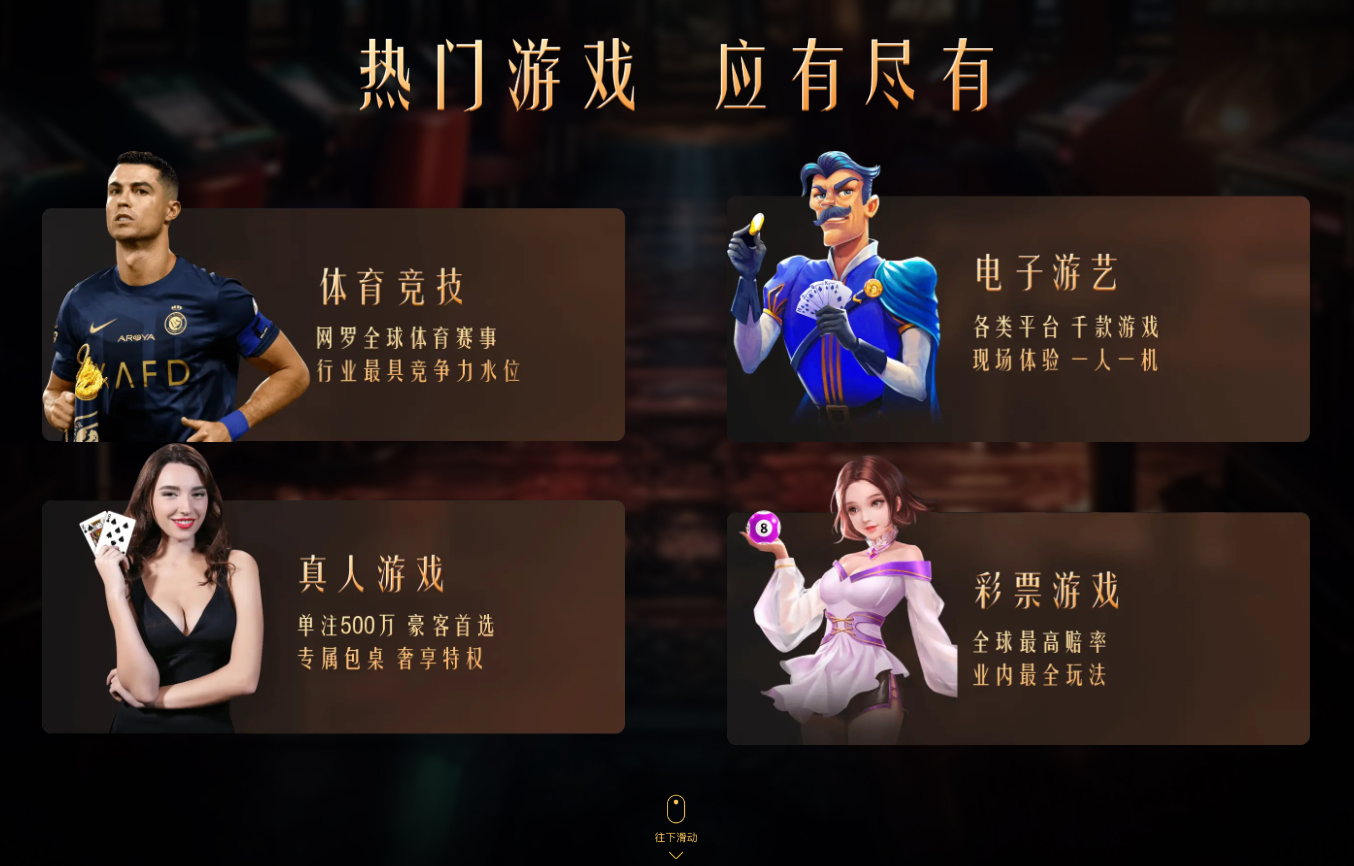 热门游戏 应有尽有
体育竞技
网罗全球体育赛事
行业最具竞争力水位
AROYA
KAFD
电子游艺
各类平台 千款游戏
现场体验 一人一机
真人游戏
单注500万 豪客首选
专属包桌 奢享特权
8
彩票游戏
全球最高赔率
业内最全玩法
往下滑动